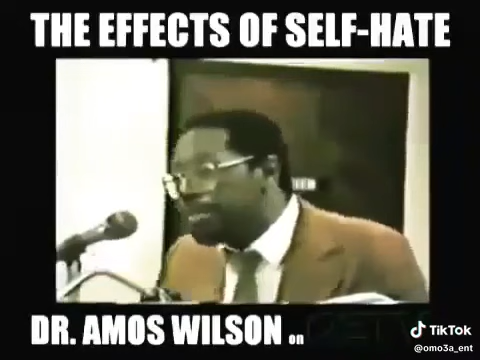 THE EFFECTS OF SELF-HATE
DR. AMOS WILSON on
TikTok
@omo3a_ent